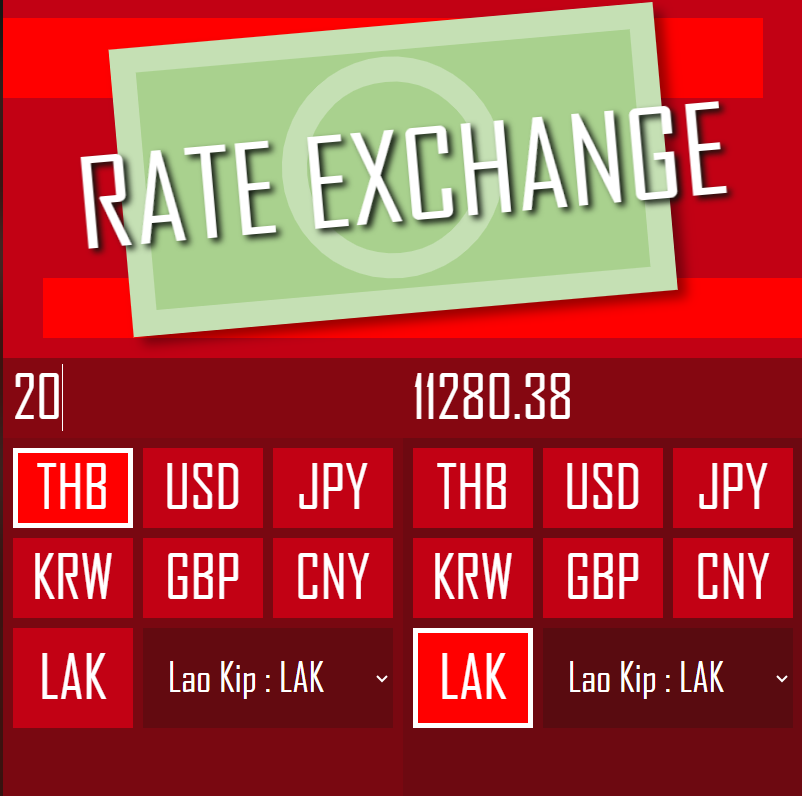 RATE EXCHANGE
20
11280.38
THB USD JPY THB USD JPY
KRW GBP CNY KRW GBP CNY
LAK Lao Kip : LAK LAK Lao Kip : LAK